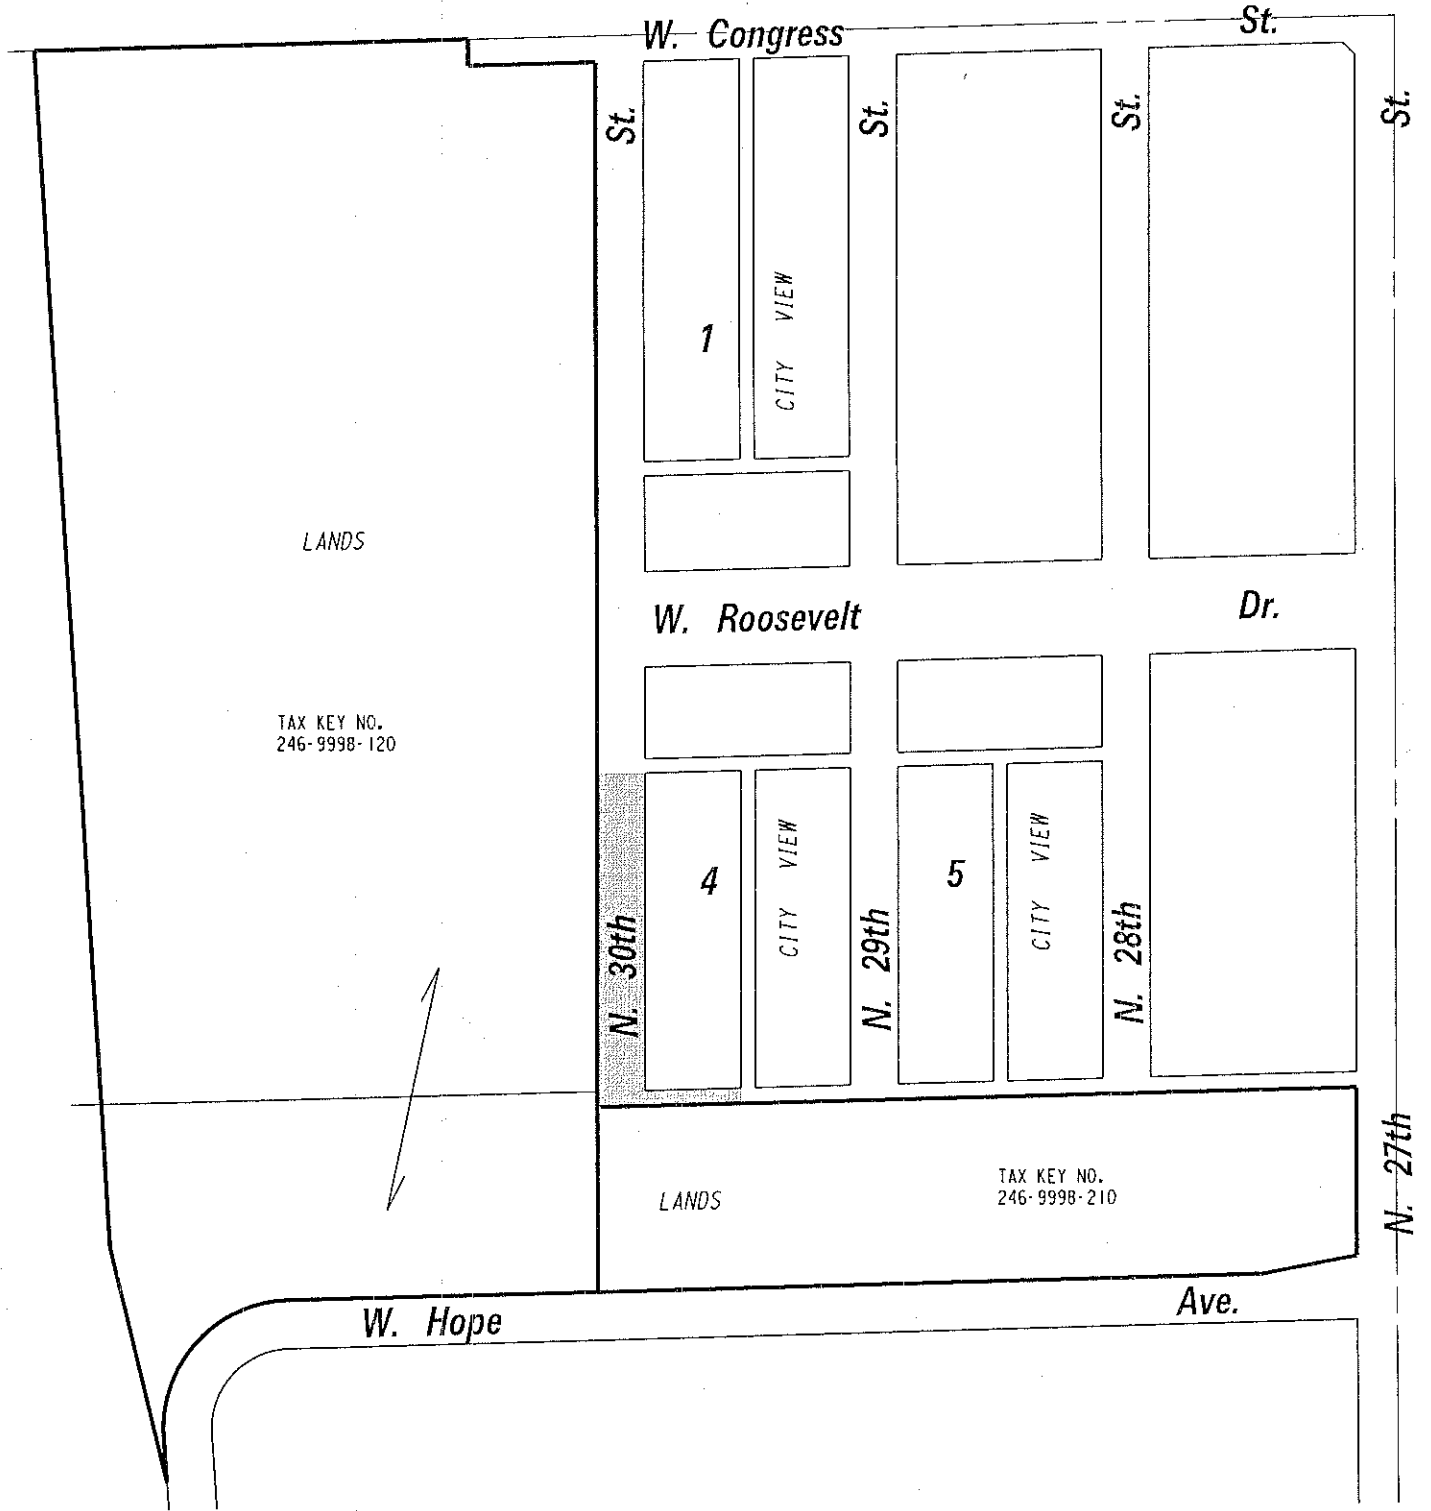 W. Congress St.
St.
St.
St.
St.
1
CITY VIEW
LANDS
W. Roosevelt Dr.
TAX KEY NO.
246-9998-120
4
CITY VIEW
5
CITY VIEW
N. 30th
N. 29th
N. 28th
N. 27th
LANDS
TAX KEY NO.
246-9998-210
W. Hope Ave.